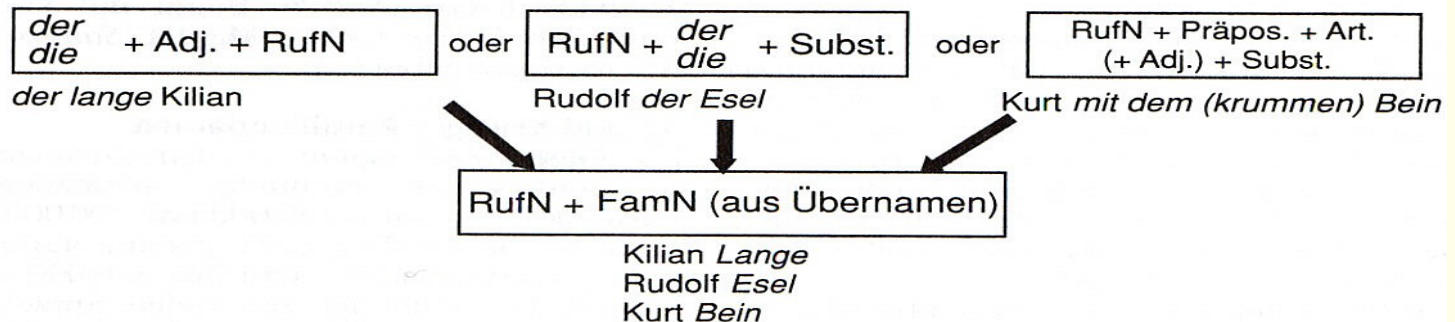 der
die + Adj. + RufN
oder
RufN + der
die + Subst.
oder
RufN + Präpos. + Art.
(+ Adj.) + Subst.
der lange Kilian
Rudolf der Esel
Kurt mit dem (krummen) Bein
RufN + FamN (aus Übernamen)
Kilian Lange
Rudolf Esel
Kurt Bein